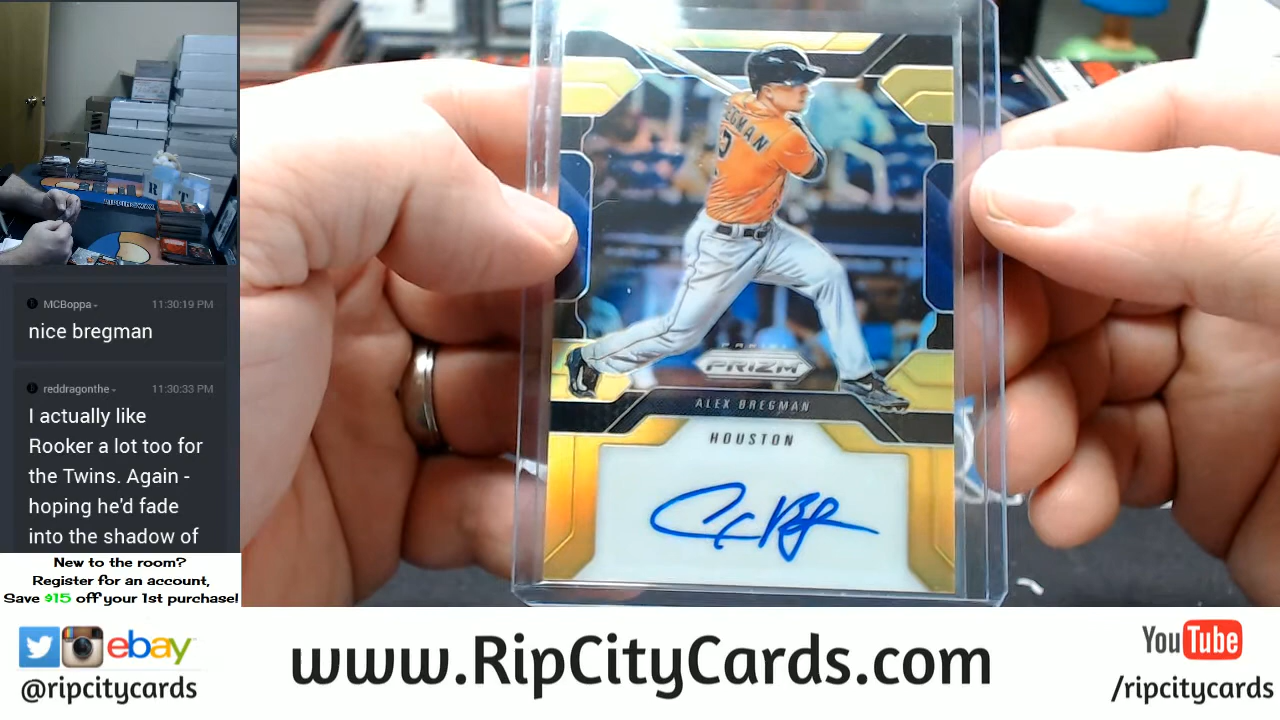 MCBoppa
11:30:19 PM
nice bregman
reddragonthe
11:30:33 PM
I actually like
Rooker a lot too for
the Twins. Again -
hoping he'd fade
into the shadow of
New to the room?
Register for an account,
Save $15 off your 1st purchase!
PANINI
PRIZM
ALEX BREGMAN
HOUSTON
ebay
@ripcitycards
www.RipCityCards.com
YouTube
/ripcitycards